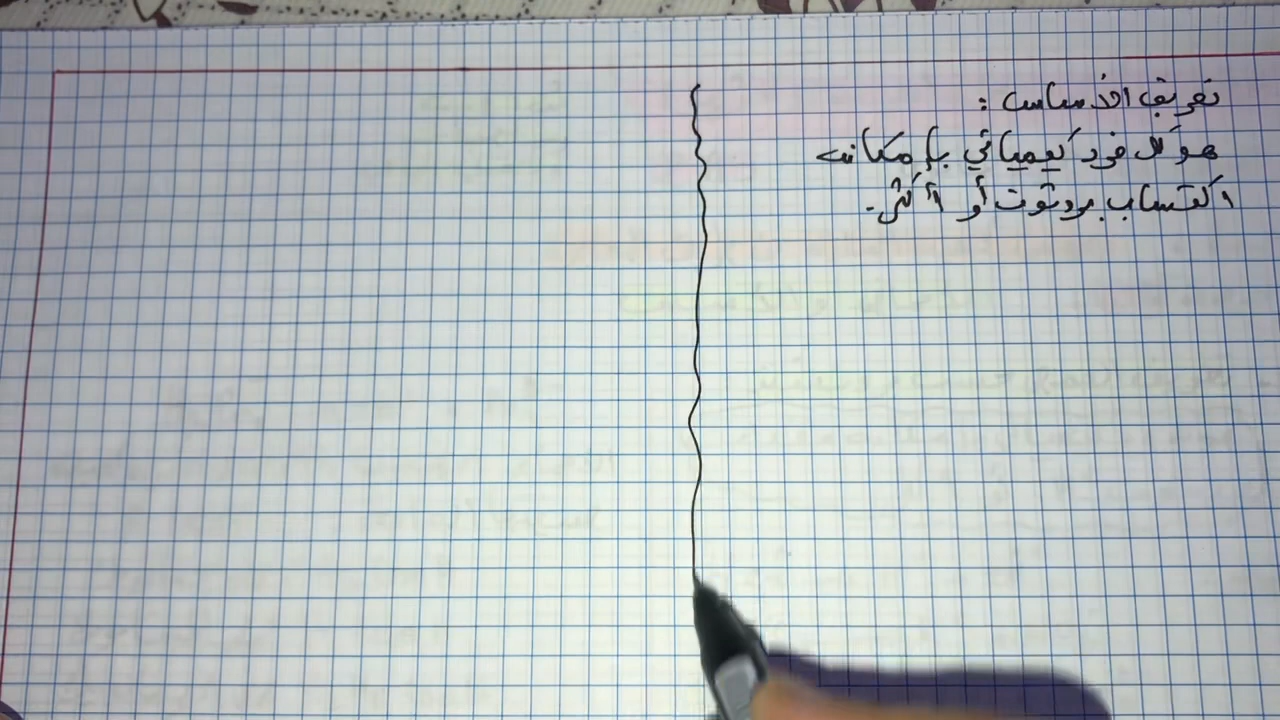 تعريف الأساس :
هو كل فرد كيميائي بإمكانه
اكتساب بروتون أو أكثر.